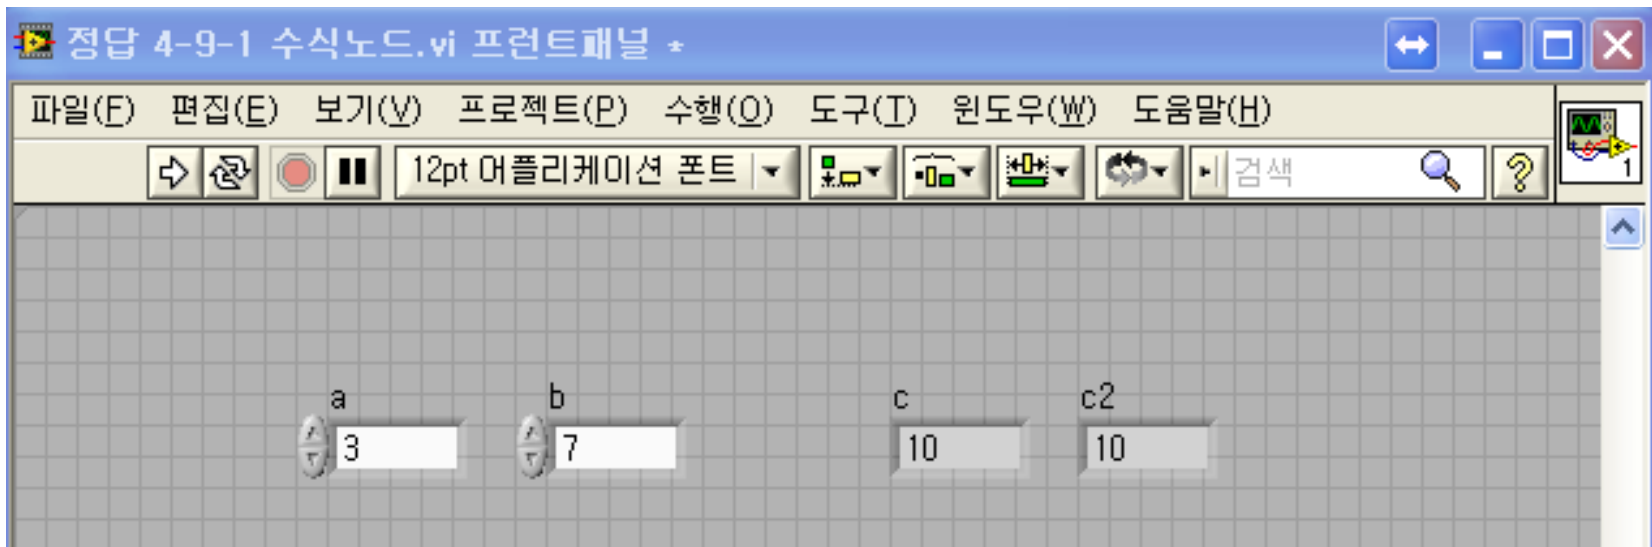 정답 4-9-1 수식노드.vi 프런트패널 *
파일(F) 편집(E) 보기(V) 프로젝트(P) 수행(O) 도구(T) 윈도우(W) 도움말(H)
12pt 어플리케이션 폰트 검색 ? 1
a b c c2
3 7 10 10